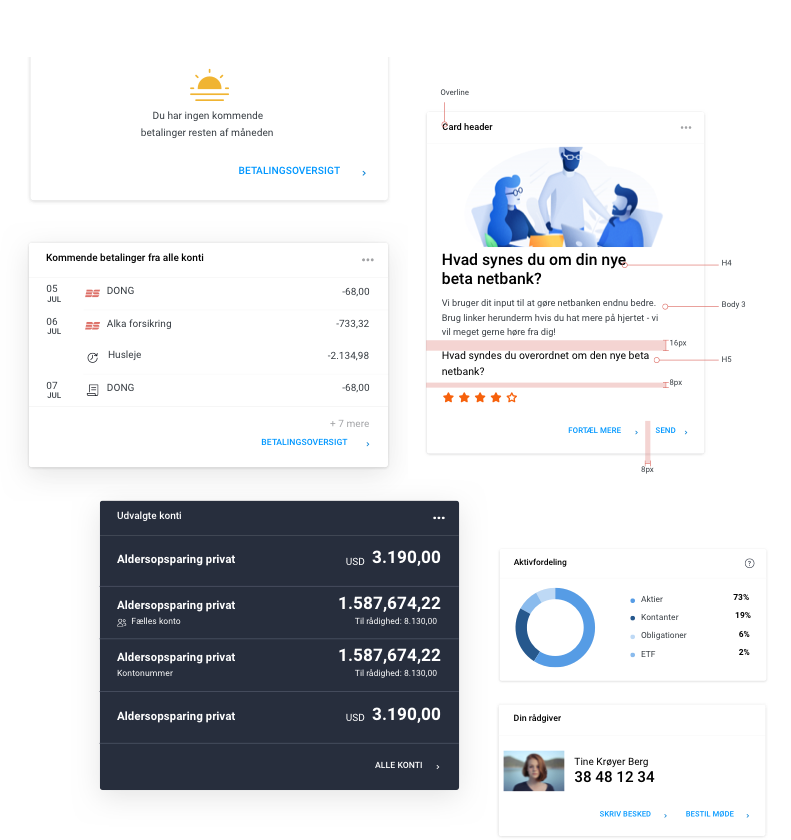 Du har ingen kommende
betalinger resten af måneden
BETALINGSOVERSIGT
Overline
Card header
Hvad synes du om din nye
beta netbank?
H4
Vi bruger dit input til at gøre netbanken endnu bedre.
Brug linker herunderm hvis du hat mere på hjertet - vi
vil meget gerne høre fra dig!
Body 3
16px
Hvad syndes du overordnet om den nye beta
netbank?
H5
8px
FORTÆL MERE
SEND
8px
Kommende betalinger fra alle konti
05 DONG -68,00
JUL
06 Alka forsikring -733,32
JUL
Husleje -2.134,98
07 DONG -68,00
JUL
+ 7 mere
BETALINGSOVERSIGT
Udvalgte konti
Aldersopsparing privat USD 3.190,00
Aldersopsparing privat 1.587,674,22
Fælles konto Til rådighed: 8.130,00
Aldersopsparing privat 1.587,674,22
Kontonummer Til rådighed: 8.130,00
Aldersopsparing privat USD 3.190,00
ALLE KONTI
Aktivfordeling ?
Aktier 73%
Kontanter 19%
Obligationer 6%
ETF 2%
Din rådgiver
Tine Krøyer Berg
38 48 12 34
SKRIV BESKED BESTIL MØDE